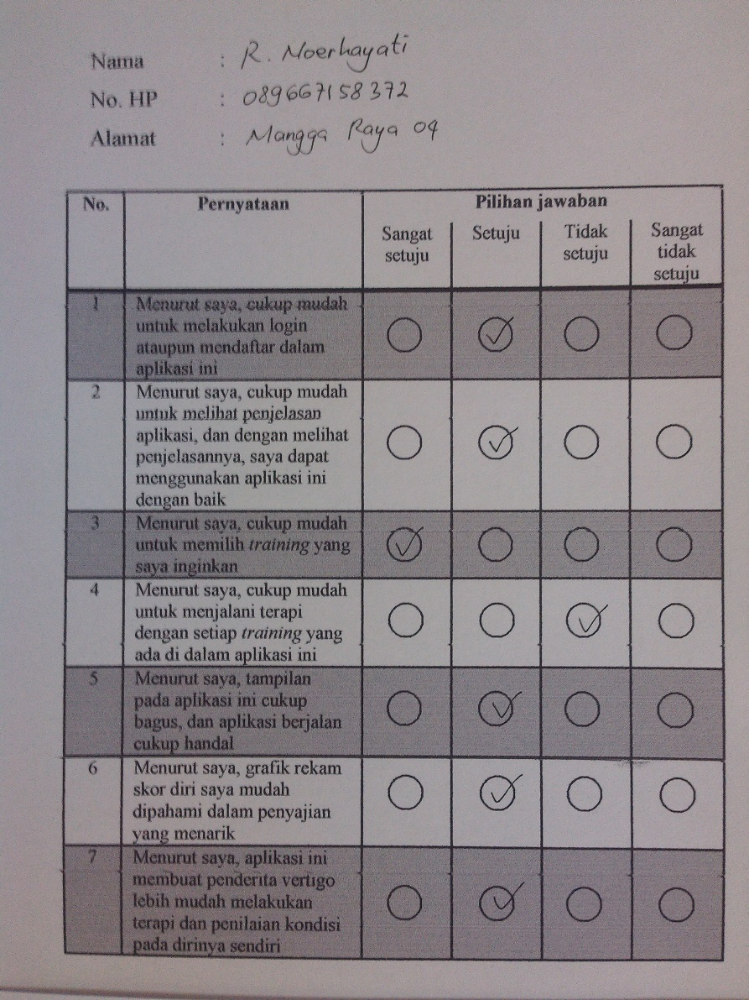 Nama : R. Noerhayati
No. HP : 089667158372
Alamat : Mangga Raya 04
No. Pernyataan Pilihan jawaban
Sangat setuju Setuju Tidak setuju Sangat tidak setuju
1 Menurut saya, cukup mudah
untuk melakukan login
ataupun mendaftar dalam
aplikasi ini
2 Menurut saya, cukup mudah
untuk melihat penjelasan
aplikasi, dan dengan melihat
penjelasannya, saya dapat
menggunakan aplikasi ini
dengan baik
3 Menurut saya, cukup mudah
untuk memilih training yang
saya inginkan
4 Menurut saya, cukup mudah
untuk menjalani terapi
dengan setiap training yang
ada di dalam aplikasi ini
5 Menurut saya, tampilan
pada aplikasi ini cukup
bagus, dan aplikasi berjalan
cukup handal
6 Menurut saya, grafik rekam
skor diri saya mudah
dipahami dalam penyajian
yang menarik
7 Menurut saya, aplikasi ini
membuat penderita vertigo
lebih mudah melakukan
terapi dan penilaian kondisi
pada dirinya sendiri